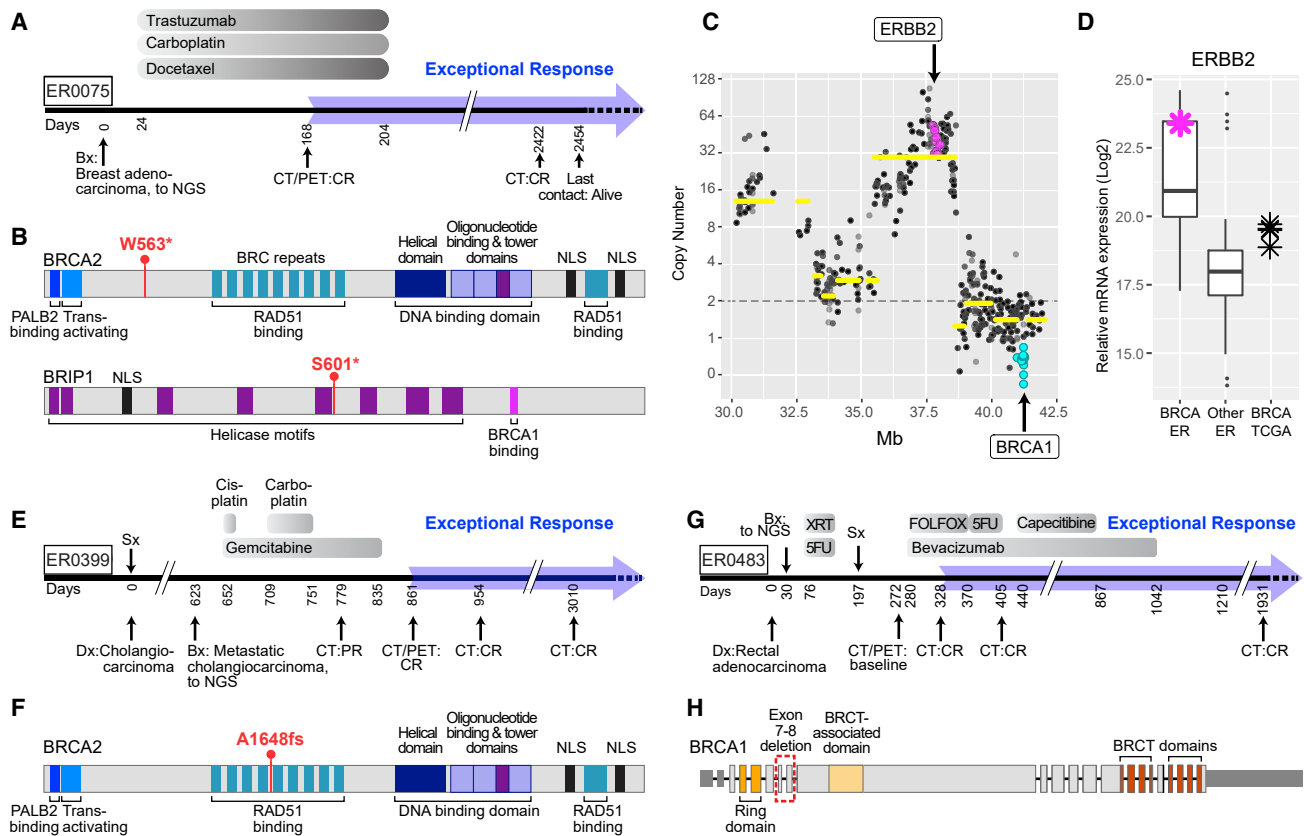 A
Trastuzumab
Carboplatin
Docetaxel
Exceptional Response
ER0075
Days
0
24
168
204
2422
2454
Bx:
Breast adeno-
carcinoma, to NGS
CT/PET:CR
CT:CR
Last
contact: Alive
B
W563*
BRCA2
BRC repeats
Helical
domain
Oligonucleotide
binding & tower
domains
NLS
NLS
PALB2
binding
Trans-
activating
RAD51
binding
DNA binding domain
RAD51
binding
S601*
BRIP1
NLS
Helicase motifs
BRCA1
binding
C
ERBB2
Copy Number
128
64
32
16
8
4
2
1
0
30.0
32.5
35.0
37.5
40.0
42.5
Mb
BRCA1
D
ERBB2
Relative mRNA expression (Log2)
25.0
22.5
20.0
17.5
15.0
BRCA
ER
Other
ER
BRCA
TCGA
E
Cis-
platin
Carbo-
platin
Gemcitabine
Exceptional Response
ER0399
Sx
Days
0
623
652
709
751
779
835
861
954
3010
Dx:Cholangio-
carcinoma
Bx: Metastatic
cholangiocarcinoma,
to NGS
CT:PR
CT/PET:
CR
CT:CR
CT:CR
F
A1648fs
BRCA2
Helical
domain
Oligonucleotide
binding & tower
domains
NLS
NLS
PALB2
binding
Trans-
activating
RAD51
binding
DNA binding domain
RAD51
binding
G
Bx:
to NGS
XRT
5FU
Sx
FOLFOX
5FU
Capecitibine
Bevacizumab
Exceptional Response
ER0483
Days
0
30
76
197
272
280
328
370
405
440
867
1042
1210
1931
Dx:Rectal
adenocarcinoma
CT/PET:
baseline
CT:CR
CT:CR
CT:CR
H
BRCA1
Exon
7-8
deletion
BRCT-
associated
domain
BRCT domains
Ring
domain